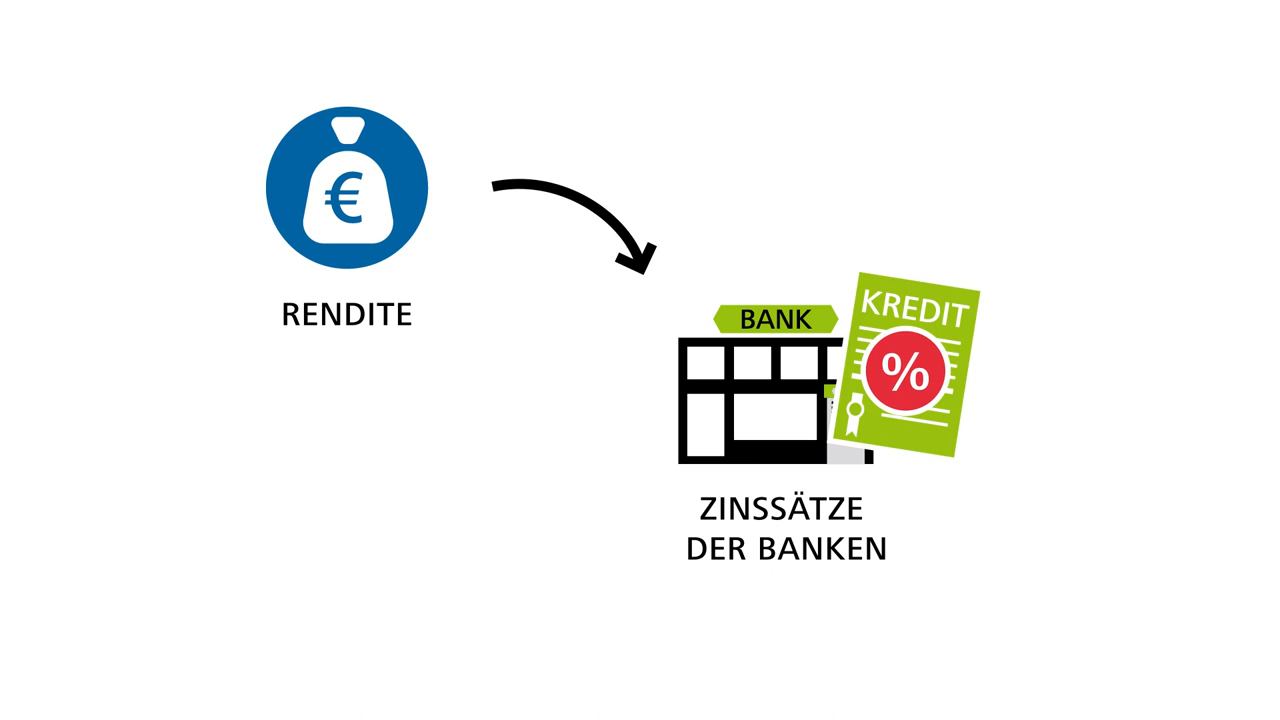 €
RENDITE
BANK
KREDIT
%
ZINSSÄTZE
DER BANKEN